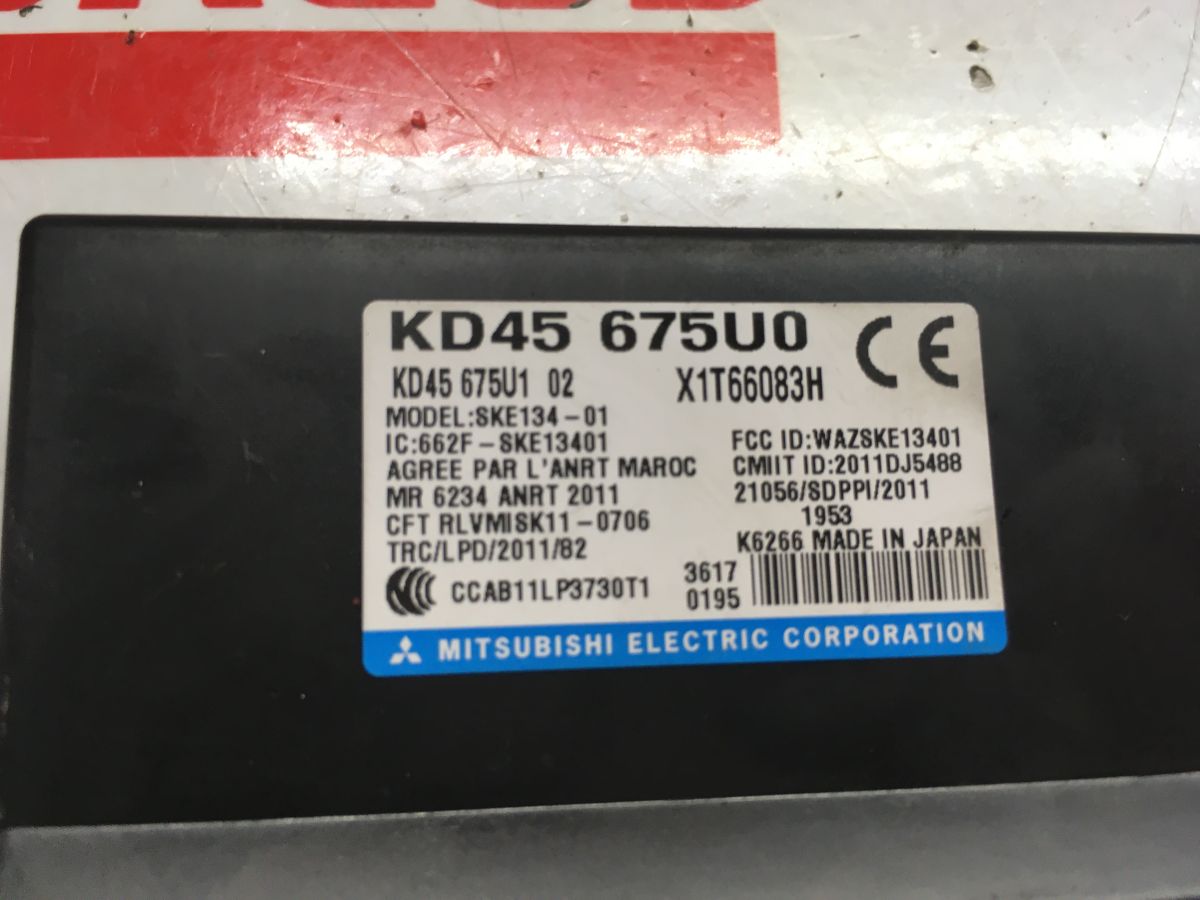 KD45 675U0
KD45 675U1 02 X1T66083H
MODEL:SKE134-01
IC:662F-SKE13401 FCC ID:WAZSKE13401
AGREE PAR L'ANRT MAROC CMIIT ID:2011DJ5488
MR 6234 ANRT 2011 21056/SDPPI/2011
CFT RLVMISK11-0706 1953
TRC/LPD/2011/82 K6266 MADE IN JAPAN
CCAB11LP3730T1 3617
0195
MITSUBISHI ELECTRIC CORPORATION